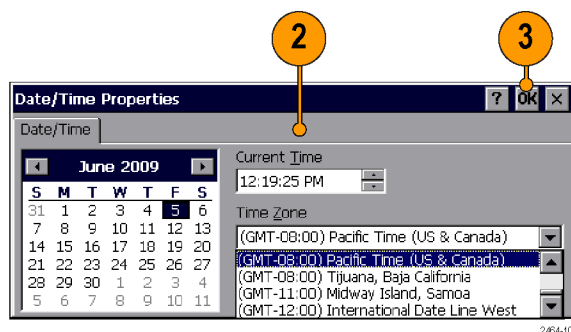 2
3
Date/Time Properties ? OK ×
Date/Time
June 2009
S M T W T F S
31 1 2 3 4 5 6
7 8 9 10 11 12 13
14 15 16 17 18 19 20
21 22 23 24 25 26 27
28 29 30 1 2 3 4
5 6 7 8 9 10 11
Current Time
12:19:25 PM
Time Zone
(GMT-08:00) Pacific Time (US & Canada)
(GMT-08:00) Pacific Time (US & Canada)
(GMT-08:00) Tijuana, Baja California
(GMT-11:00) Midway Island, Samoa
(GMT-12:00) International Date Line West